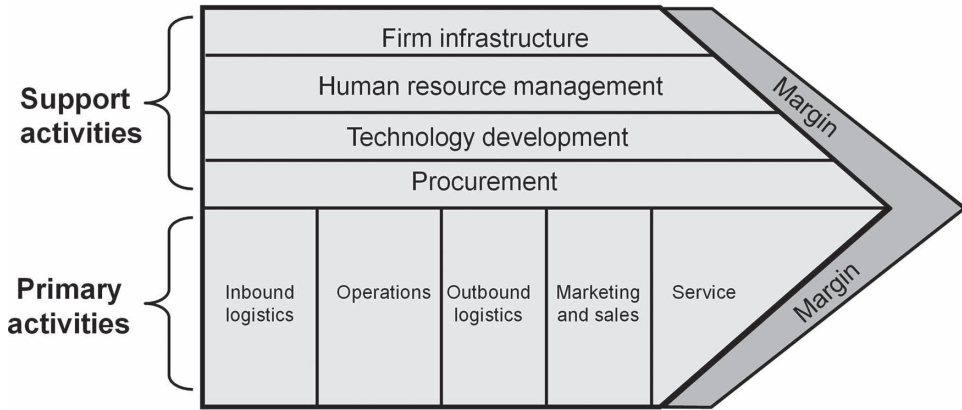 Support
activities
Firm infrastructure
Human resource management
Technology development
Procurement
Margin
Primary
activities
Inbound
logistics
Operations
Outbound
logistics
Marketing
and sales
Service
Margin